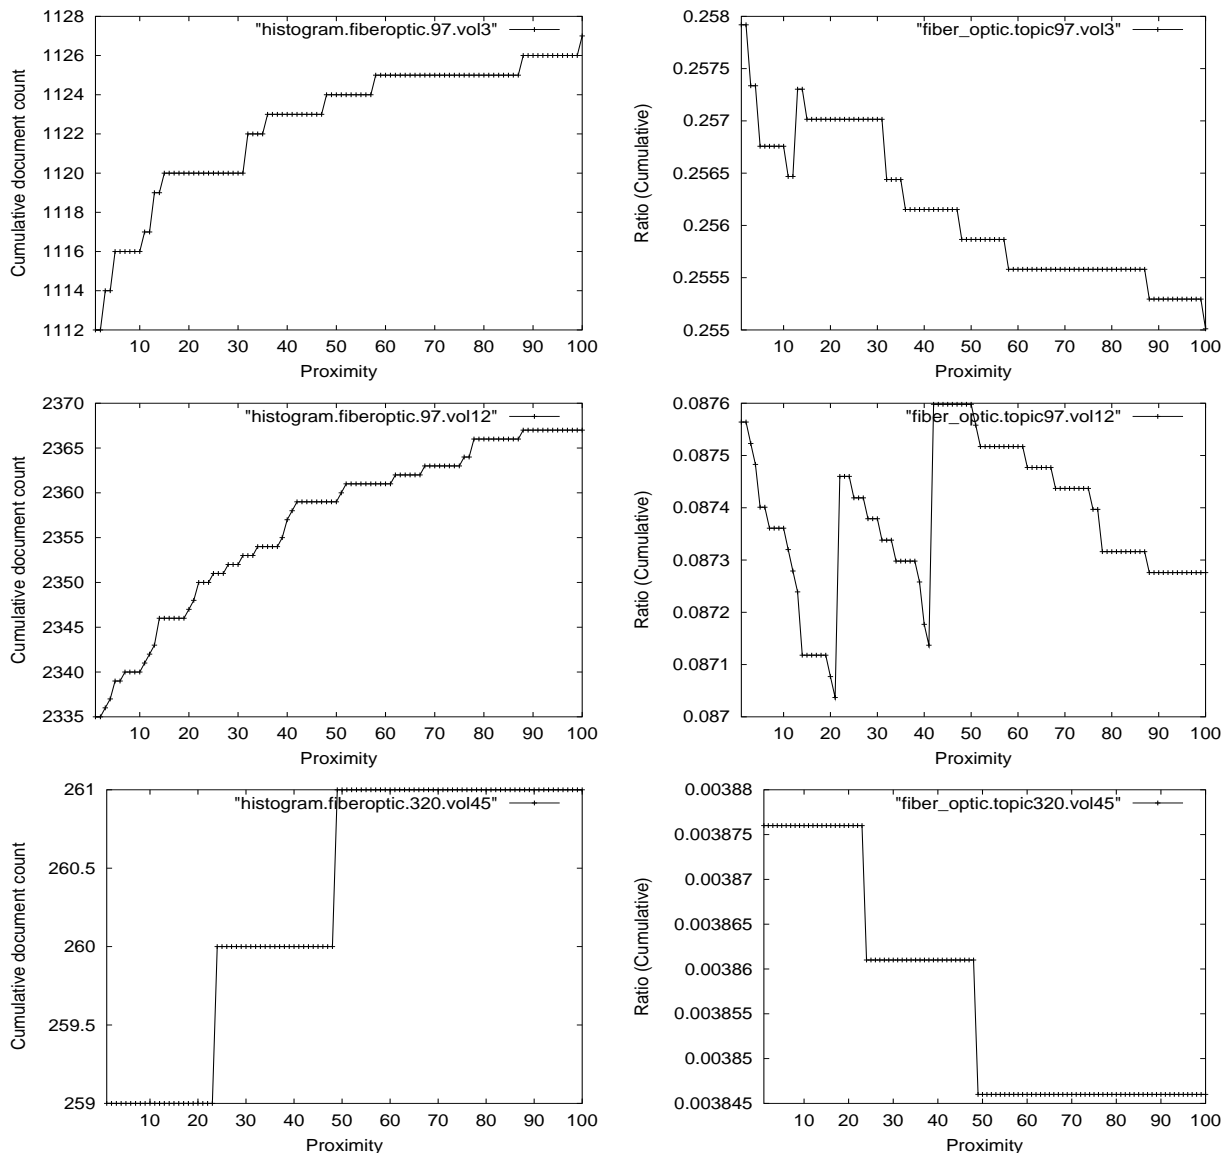 "histogram.fiberoptic.97.vol3"
Cumulative document count
1128
1126
1124
1122
1120
1118
1116
1114
1112
10 20 30 40 50 60 70 80 90 100
Proximity
"fiber_optic.topic97.vol3"
Ratio (Cumulative)
0.258
0.2575
0.257
0.2565
0.256
0.2555
0.255
10 20 30 40 50 60 70 80 90 100
Proximity
"histogram.fiberoptic.97.vol12"
Cumulative document count
2370
2365
2360
2355
2350
2345
2340
2335
10 20 30 40 50 60 70 80 90 100
Proximity
"fiber_optic.topic97.vol12"
Ratio (Cumulative)
0.0876
0.0875
0.0874
0.0873
0.0872
0.0871
0.087
10 20 30 40 50 60 70 80 90 100
Proximity
"histogram.fiberoptic.320.vol45"
Cumulative document count
261
260.5
260
259.5
259
10 20 30 40 50 60 70 80 90 100
Proximity
"fiber_optic.topic320.vol45"
Ratio (Cumulative)
0.00388
0.003875
0.00387
0.003865
0.00386
0.003855
0.00385
0.003845
10 20 30 40 50 60 70 80 90 100
Proximity